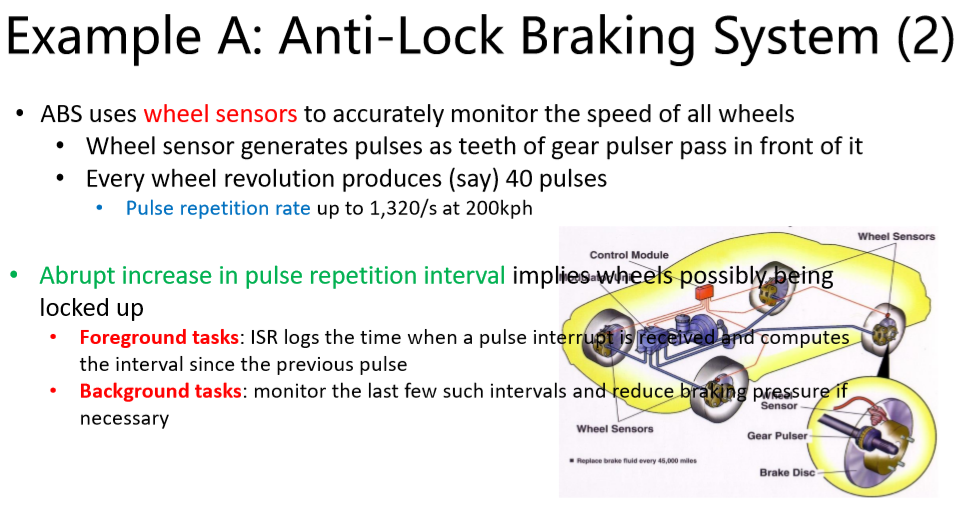 Example A: Anti-Lock Braking System (2)
• ABS uses wheel sensors to accurately monitor the speed of all wheels
• Wheel sensor generates pulses as teeth of gear pulser pass in front of it
• Every wheel revolution produces (say) 40 pulses
• Pulse repetition rate up to 1,320/s at 200kph
• Abrupt increase in pulse repetition interval implies wheels possibly being
locked up
• Foreground tasks: ISR logs the time when a pulse interrupt is received and computes
the interval since the previous pulse
• Background tasks: monitor the last few such intervals and reduce braking pressure if
necessary
Wheel Sensors
Control Module
Modulator Unit
Wheel Sensors
Wheel
Sensor
Gear Pulser
Brake Disc
* Replace brake fluid every 45,000 miles